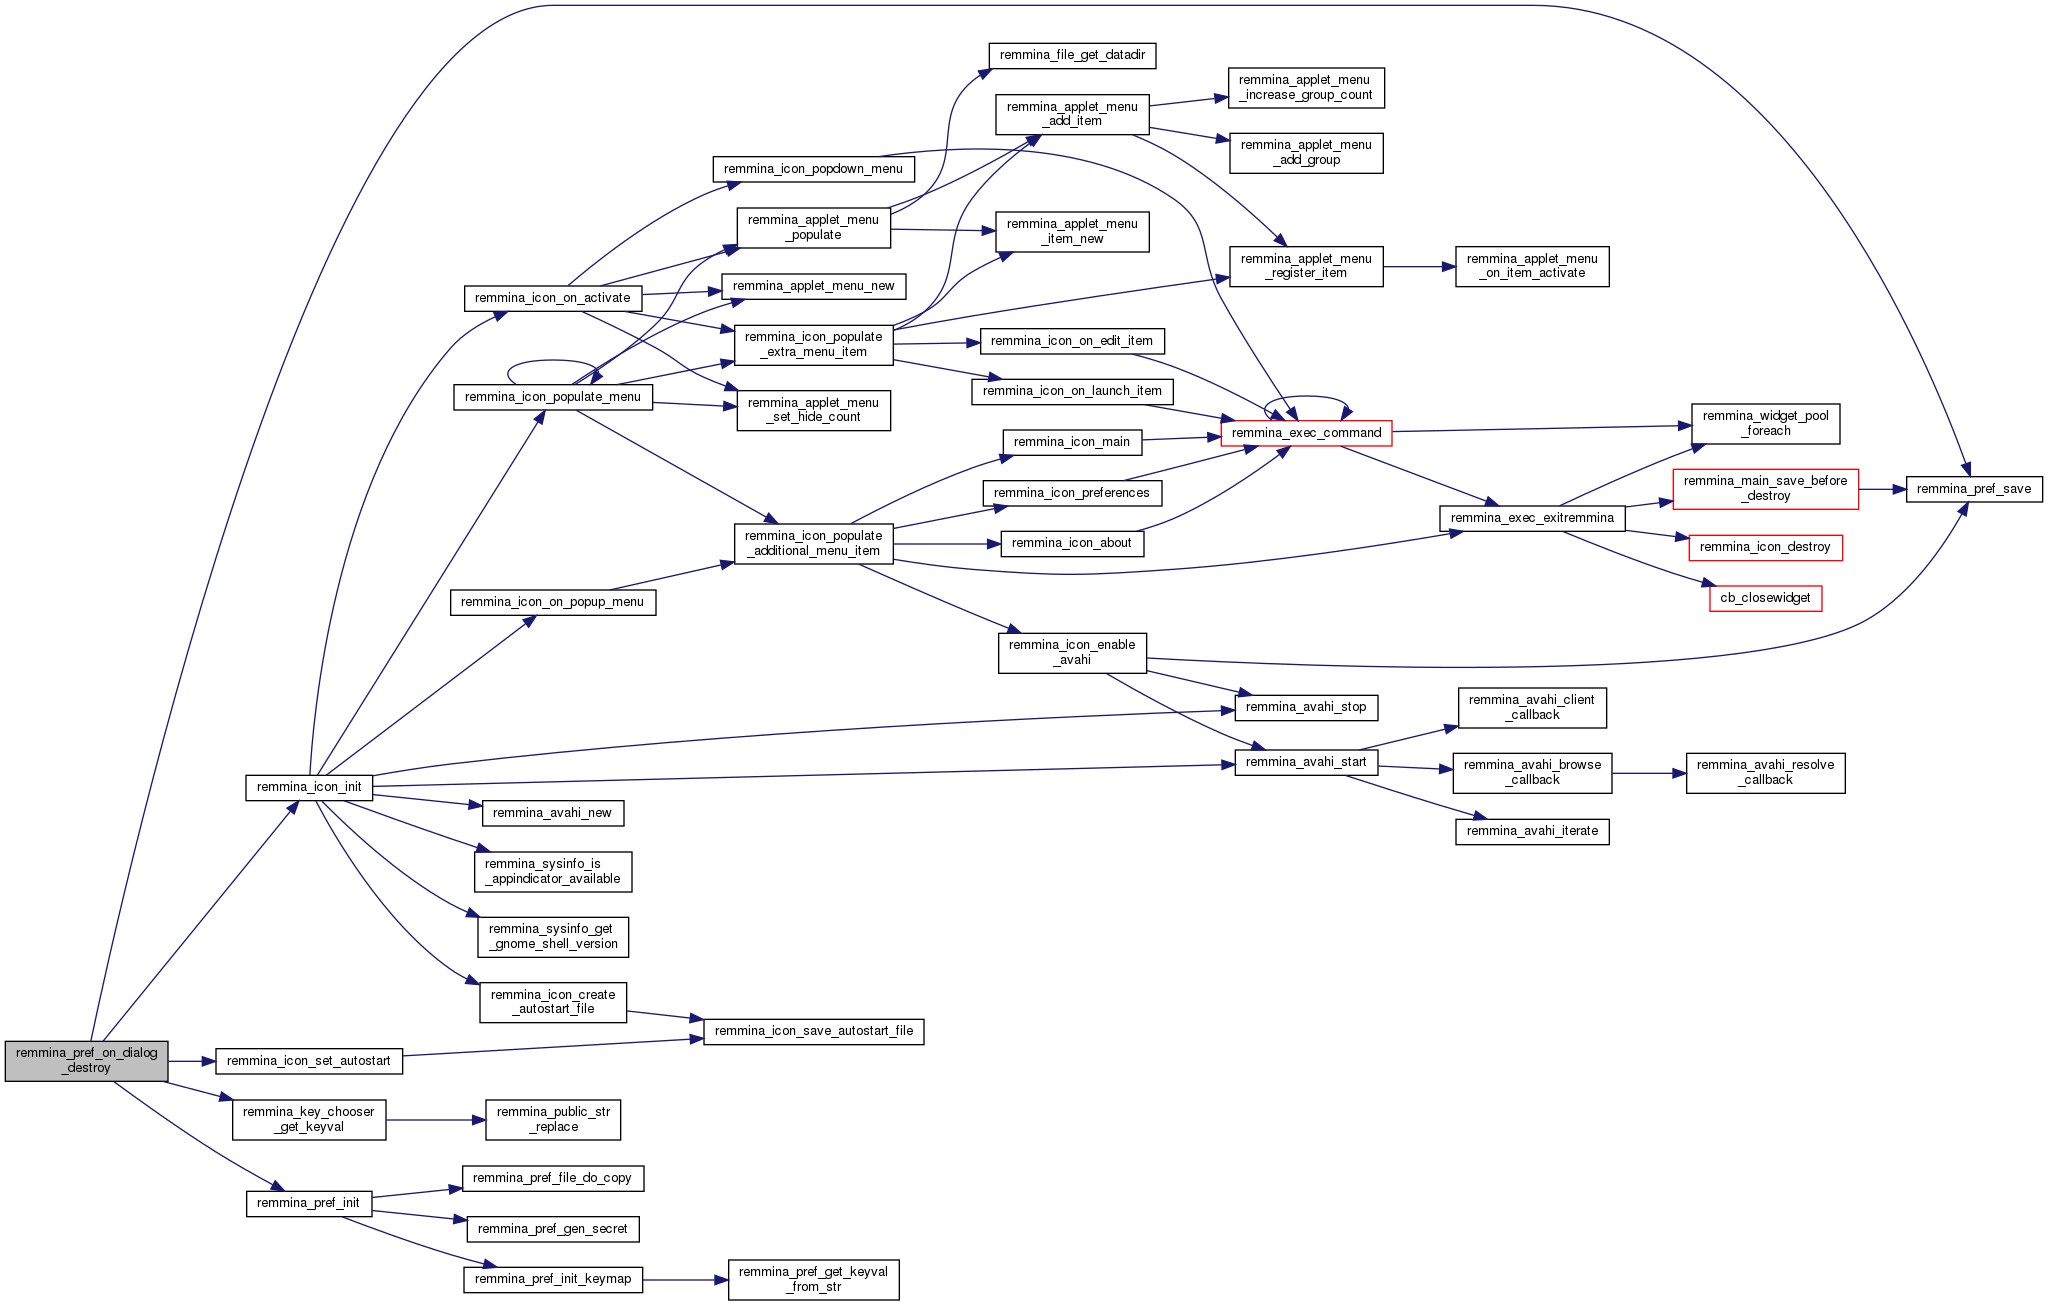 remmina_file_get_datadir
remmina_applet_menu
_increase_group_count
remmina_applet_menu
_add_item
remmina_applet_menu
_add_group
remmina_icon_popdown_menu
remmina_applet_menu
_populate
remmina_applet_menu
_item_new
remmina_applet_menu
_register_item
remmina_applet_menu
_on_item_activate
remmina_icon_on_activate
remmina_applet_menu_new
remmina_icon_populate
_extra_menu_item
remmina_icon_on_edit_item
remmina_icon_on_launch_item
remmina_icon_populate_menu
remmina_applet_menu
_set_hide_count
remmina_exec_command
remmina_widget_pool
_foreach
remmina_icon_main
remmina_icon_preferences
remmina_main_save_before
_destroy
remmina_pref_save
remmina_exec_exitremmina
remmina_icon_populate
_additional_menu_item
remmina_icon_about
remmina_icon_destroy
cb_closewidget
remmina_icon_on_popup_menu
remmina_icon_enable
_avahi
remmina_avahi_stop
remmina_avahi_client
_callback
remmina_avahi_start
remmina_avahi_browse
_callback
remmina_avahi_resolve
_callback
remmina_icon_init
remmina_avahi_new
remmina_avahi_iterate
remmina_sysinfo_is
_appindicator_available
remmina_sysinfo_get
_gnome_shell_version
remmina_icon_create
_autostart_file
remmina_icon_save_autostart_file
remmina_pref_on_dialog
_destroy
remmina_icon_set_autostart
remmina_key_chooser
_get_keyval
remmina_public_str
_replace
remmina_pref_file_do_copy
remmina_pref_init
remmina_pref_gen_secret
remmina_pref_init_keymap
remmina_pref_get_keyval
_from_str